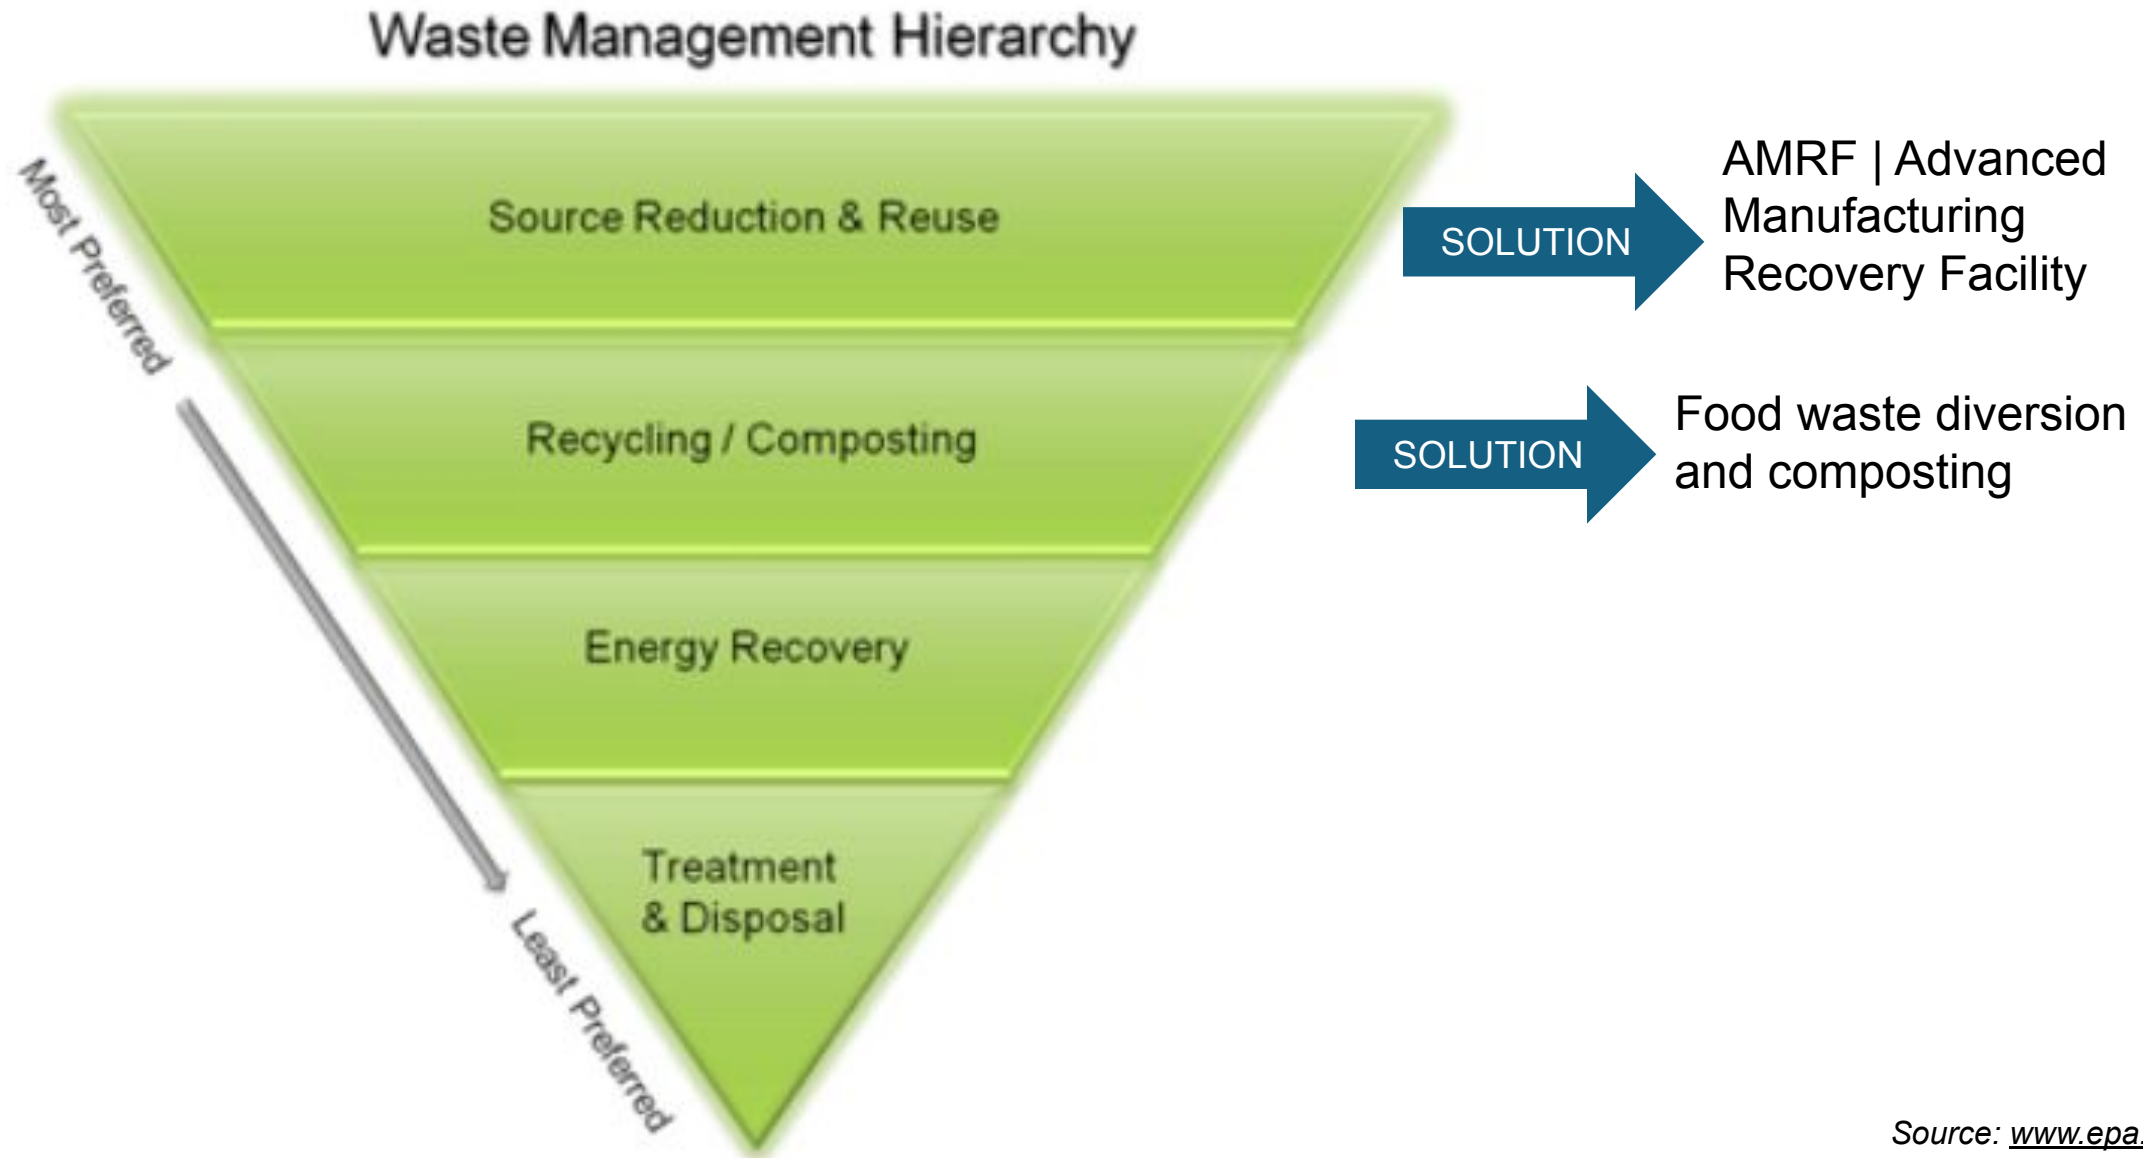 Waste Management Hierarchy
Most Preferred
Source Reduction & Reuse
SOLUTION
AMRF | Advanced
Manufacturing
Recovery Facility
Recycling / Composting
SOLUTION
Food waste diversion
and composting
Energy Recovery
Treatment
& Disposal
Least Preferred
Source: www.epa.